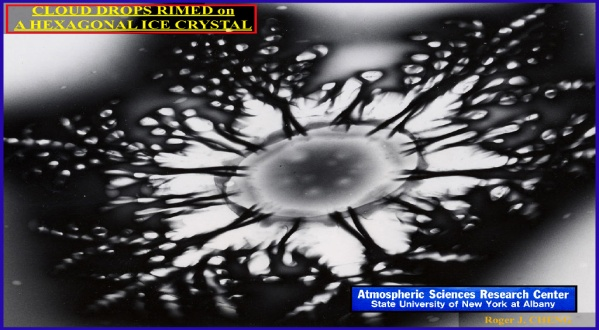 CLOUD DROPS RIMED on
A HEXAGONAL ICE CRYSTAL
Atmospheric Sciences Research Center
State University of New York at Albany
Roger J. CHENG